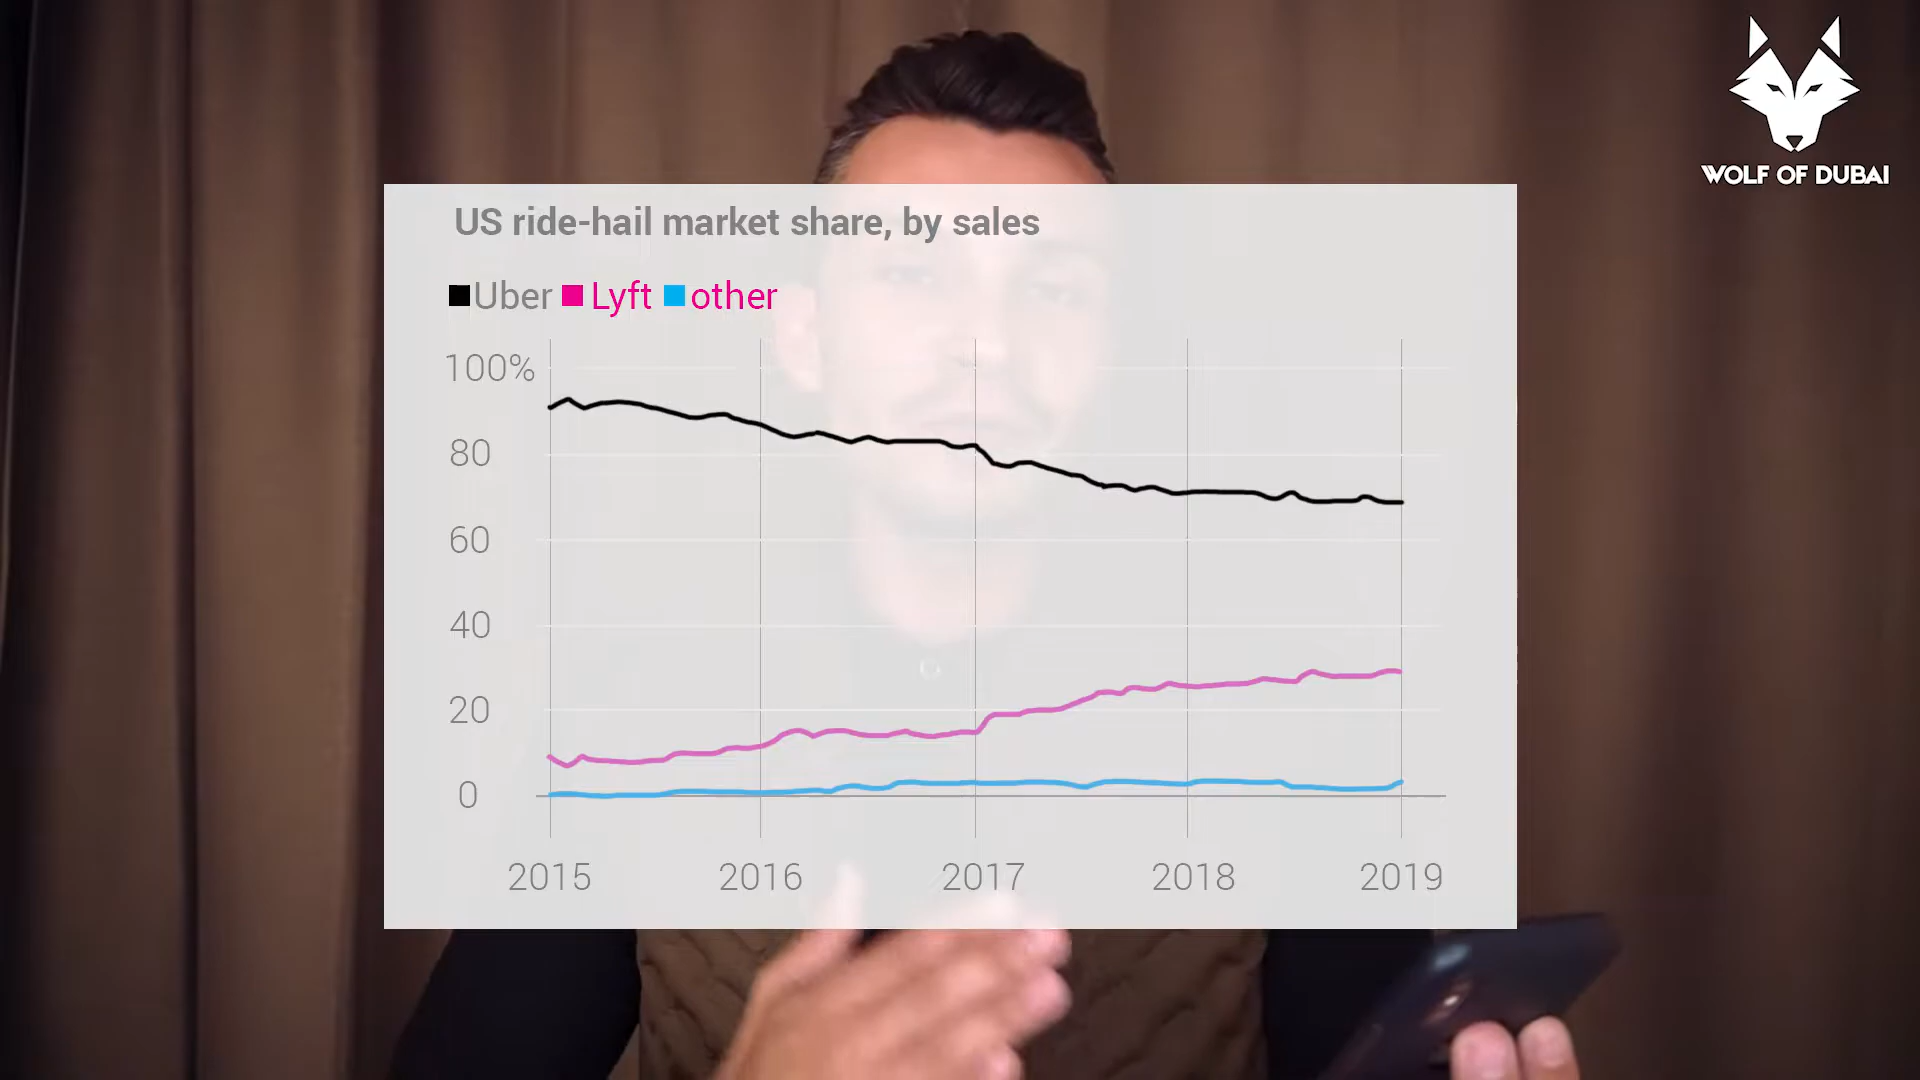 WOLF OF DUBAI
US ride-hail market share, by sales
Uber Lyft other
100%
80
60
40
20
0
2015 2016 2017 2018 2019